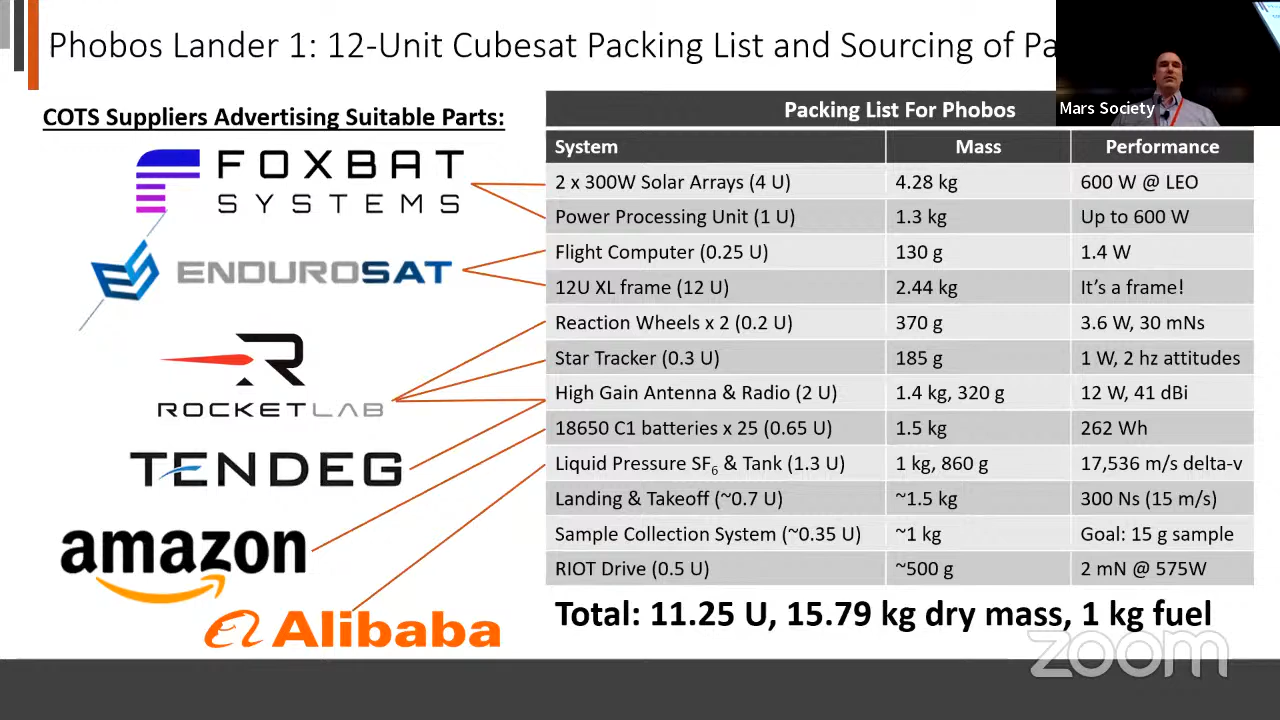 Phobos Lander 1: 12-Unit Cubesat Packing List and Sourcing of Pa
Mars Society
COTS Suppliers Advertising Suitable Parts:
FOXBAT
SYSTEMS
ENDUROSAT
ROCKETLAB
TENDEG
amazon
Alibaba
Packing List For Phobos
System Mass Performance
2 x 300W Solar Arrays (4 U) 4.28 kg 600 W @ LEO
Power Processing Unit (1 U) 1.3 kg Up to 600 W
Flight Computer (0.25 U) 130 g 1.4 W
12U XL frame (12 U) 2.44 kg It's a frame!
Reaction Wheels x 2 (0.2 U) 370 g 3.6 W, 30 mNs
Star Tracker (0.3 U) 185 g 1 W, 2 hz attitudes
High Gain Antenna & Radio (2 U) 1.4 kg, 320 g 12 W, 41 dBi
18650 C1 batteries x 25 (0.65 U) 1.5 kg 262 Wh
Liquid Pressure SF₆ & Tank (1.3 U) 1 kg, 860 g 17,536 m/s delta-v
Landing & Takeoff (~0.7 U) ~1.5 kg 300 Ns (15 m/s)
Sample Collection System (~0.35 U) ~1 kg Goal: 15 g sample
RIOT Drive (0.5 U) ~500 g 2 mN @ 575W
Total: 11.25 U, 15.79 kg dry mass, 1 kg fuel
zoom